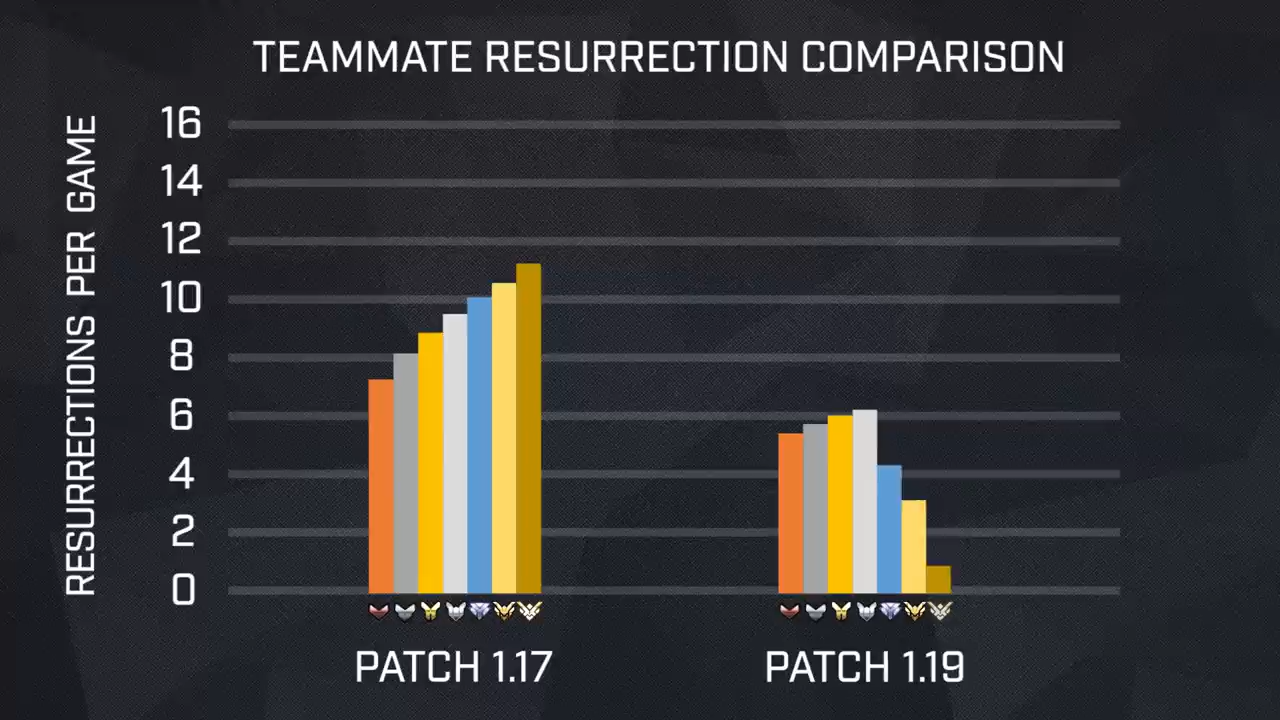 TEAMMATE RESURRECTION COMPARISON
RESURRECTIONS PER GAME
16
14
12
10
8
6
4
2
0
PATCH 1.17
PATCH 1.19